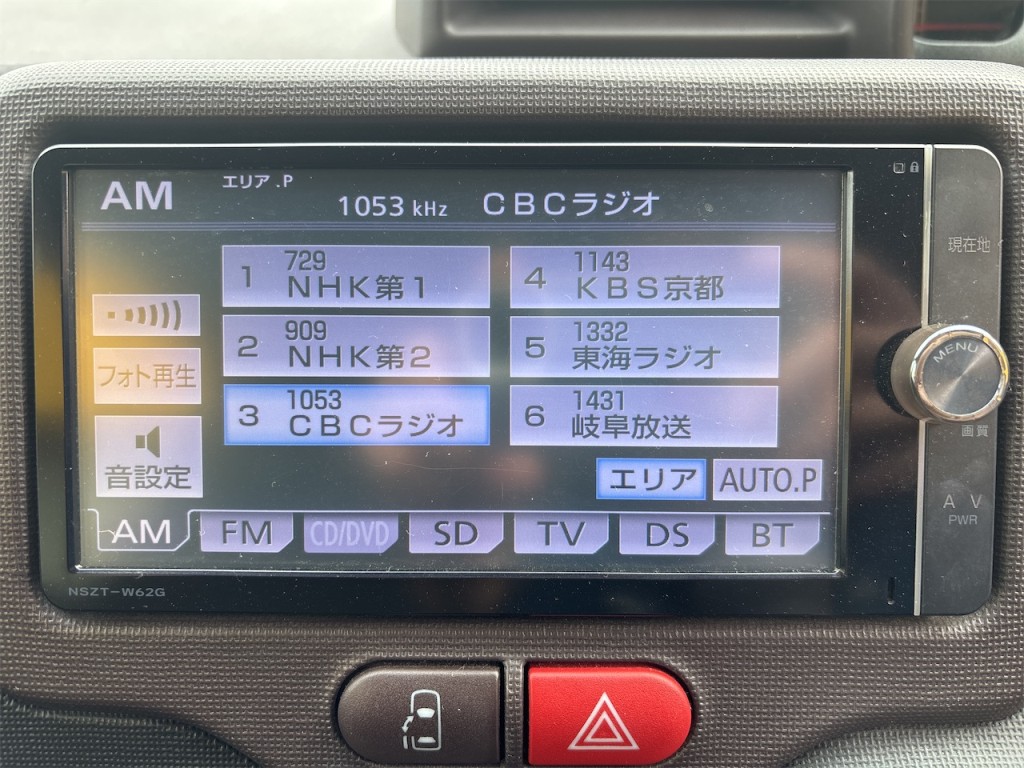 AM エリア.P 1053 kHz CBCラジオ
1 729 NHK第1
4 1143 KBS京都
2 909 NHK第2
5 1332 東海ラジオ
3 1053 CBCラジオ
6 1431 岐阜放送
フォト再生
音設定
エリア AUTO.P
AM FM CD/DVD SD TV DS BT
NSZT-W62G
現在地
MENU
画質
A V
PWR